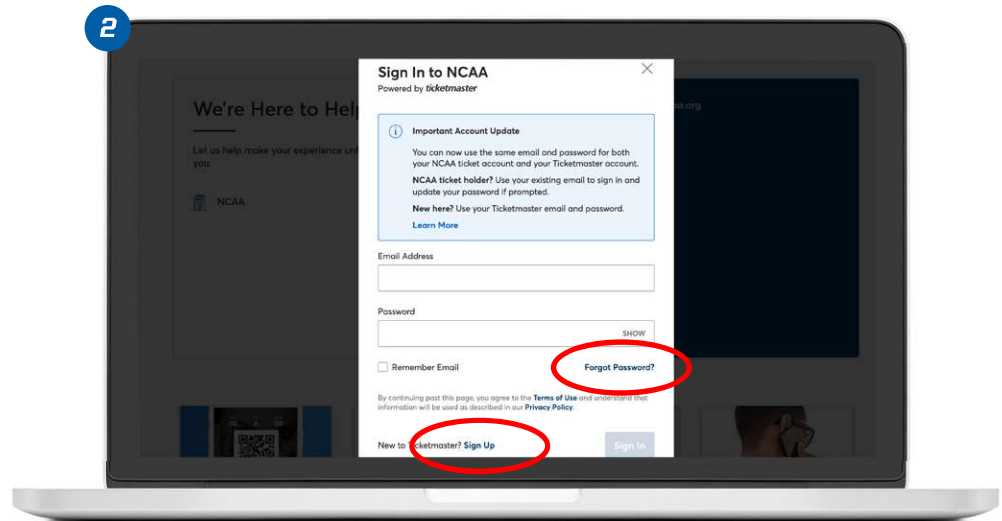 2
Sign In to NCAA
Powered by ticketmaster
We're Here to Hel
Let us help make your experience
you.
NCAA
Important Account Update
You can now use the same email and password for both
your NCAA ticket account and your Ticketmaster account.
NCAA ticket holder? Use your existing email to sign in and
update your password if prompted.
New here? Use your Ticketmaster email and password.
Learn More
Email Address
Password
SHOW
Remember Email
Forgot Password?
By continuing past this page, you agree to the Terms of Use and understand that
information will be used as described in our Privacy Policy.
New to Ticketmaster? Sign Up
Sign In